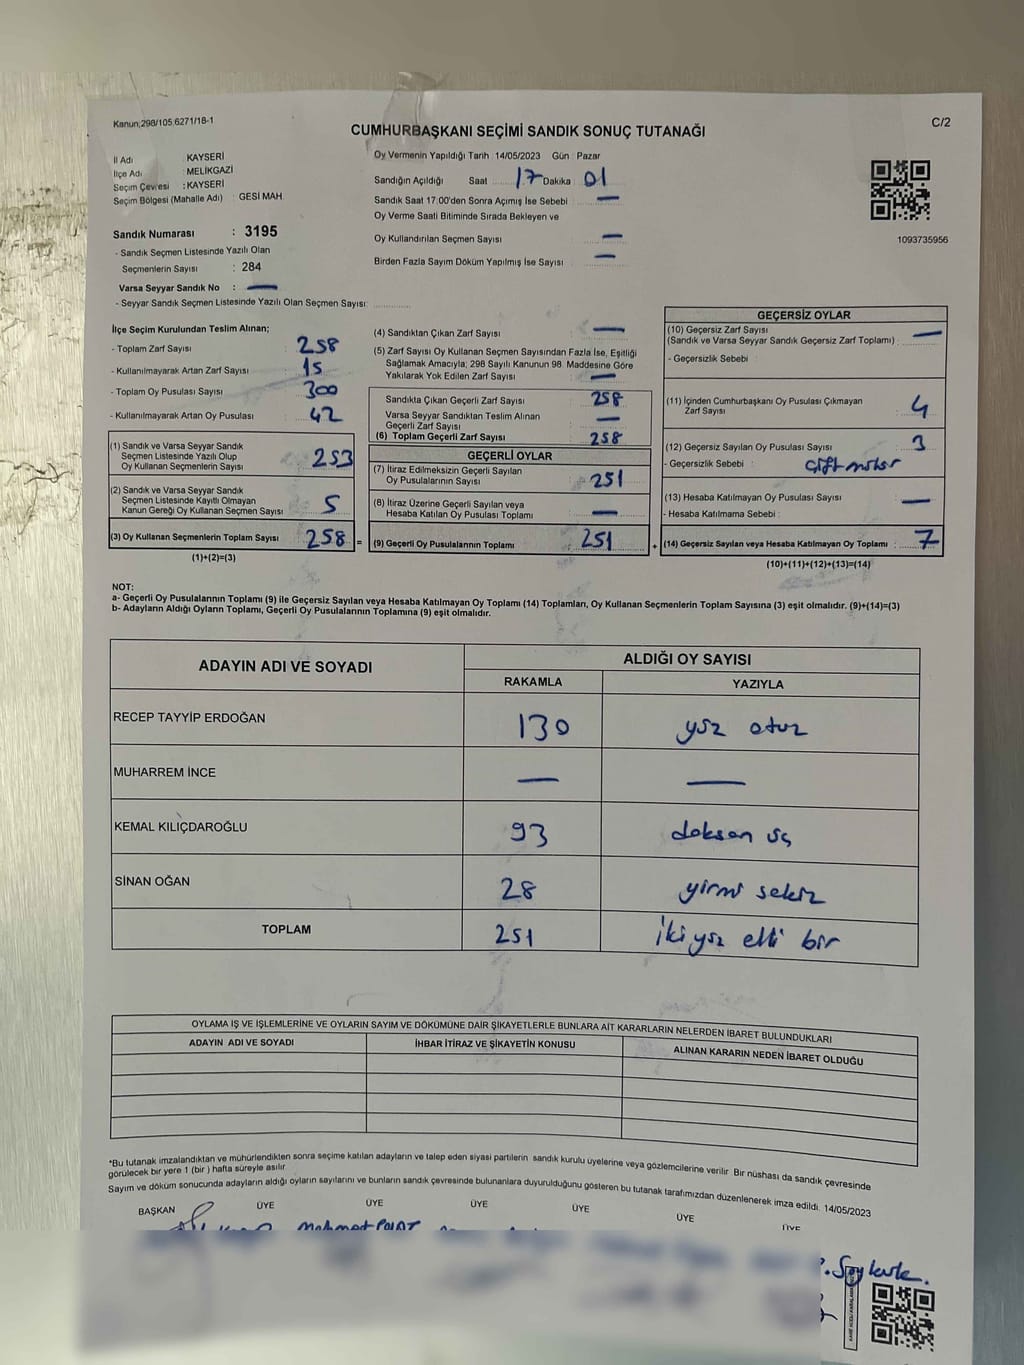 Kanun;298/105,6271/18-1
C/2
CUMHURBAŞKANI SEÇİMİ SANDIK SONUÇ TUTANAĞI
İl Adı : KAYSERİ
İlçe Adı : MELİKGAZİ
Seçim Çevresi : KAYSERİ
Seçim Bölgesi (Mahalle Adı) : GESİ MAH.
Oy Vermenin Yapıldığı Tarih : 14/05/2023 Gün : Pazar
Sandığın Açıldığı Saat 17 Dakika 01
Sandık Saat 17.00'den Sonra Açımış İse Sebebi : —
Oy Verme Saati Bitiminde Sırada Bekleyen ve
Oy Kullandırılan Seçmen Sayısı : —
Birden Fazla Sayım Döküm Yapılmış İse Sayısı : —
1093735956
Sandık Numarası : 3195
- Sandık Seçmen Listesinde Yazılı Olan
Seçmenlerin Sayısı : 284
Varsa Seyyar Sandık No : —
- Seyyar Sandık Seçmen Listesinde Yazılı Olan Seçmen Sayısı:
İlçe Seçim Kurulundan Teslim Alınan;
- Toplam Zarf Sayısı : 258
- Kullanılmayarak Artan Zarf Sayısı : 15
- Toplam Oy Pusulası Sayısı : 300
- Kullanılmayarak Artan Oy Pusulası : 42
(1) Sandık ve Varsa Seyyar Sandık
Seçmen Listesinde Yazılı Olup
Oy Kullanan Seçmenlerin Sayısı : 253
(2) Sandık ve Varsa Seyyar Sandık
Seçmen Listesinde Kayıtlı Olmayan
Kanun Gereği Oy Kullanan Seçmen Sayısı : 5
(3) Oy Kullanan Seçmenlerin Toplam Sayısı : 258 =
(1)+(2)=(3)
(4) Sandıktan Çıkan Zarf Sayısı : —
(5) Zarf Sayısı Oy Kullanan Seçmen Sayısından Fazla İse, Eşitliği
Sağlamak Amacıyla; 298 Sayılı Kanunun 98. Maddesine Göre
Yakılarak Yok Edilen Zarf Sayısı : —
Sandıkta Çıkan Geçerli Zarf Sayısı : 258
Varsa Seyyar Sandıktan Teslim Alınan
Geçerli Zarf Sayısı : —
(6) Toplam Geçerli Zarf Sayısı : 258
GEÇERLİ OYLAR
(7) İtiraz Edilmeksizin Geçerli Sayılan
Oy Pusulalarının Sayısı : 251
(8) İtiraz Üzerine Geçerli Sayılan veya
Hesaba Katılan Oy Pusulası Toplamı : —
(9) Geçerli Oy Pusulalarının Toplamı : 251 +
GEÇERSİZ OYLAR
(10) Geçersiz Zarf Sayısı
(Sandık ve Varsa Seyyar Sandık Geçersiz Zarf Toplamı) : —
- Geçersizlik Sebebi :
(11) İçinden Cumhurbaşkanı Oy Pusulası Çıkmayan
Zarf Sayısı : 4
(12) Geçersiz Sayılan Oy Pusulası Sayısı : 3
- Geçersizlik Sebebi : çift mühür
(13) Hesaba Katılmayan Oy Pusulası Sayısı : —
- Hesaba Katılmama Sebebi :
(14) Geçersiz Sayılan veya Hesaba Katılmayan Oy Toplamı : 7
(10)+(11)+(12)+(13)=(14)
NOT:
a- Geçerli Oy Pusulalarının Toplamı (9) ile Geçersiz Sayılan veya Hesaba Katılmayan Oy Toplamı (14) Toplamları, Oy Kullanan Seçmenlerin Toplam Sayısına (3) eşit olmalıdır. (9)+(14)=(3)
b- Adayların Aldığı Oyların Toplamı, Geçerli Oy Pusulalarının Toplamına (9) eşit olmalıdır.
ADAYIN ADI VE SOYADI
ALDIĞI OY SAYISI
RAKAMLA YAZIYLA
RECEP TAYYİP ERDOĞAN 130 yüz otuz
MUHARREM İNCE — —
KEMAL KILIÇDAROĞLU 93 doksan üç
SİNAN OĞAN 28 yirmi sekiz
TOPLAM 251 iki yüz elli bir
OYLAMA İŞ VE İŞLEMLERİNE VE OYLARIN SAYIM VE DÖKÜMÜNE DAİR ŞİKAYETLERLE BUNLARA AİT KARARLARIN NELERDEN İBARET BULUNDUKLARI
ADAYIN ADI VE SOYADI İHBAR İTİRAZ VE ŞİKAYETİN KONUSU ALINAN KARARIN NEDEN İBARET OLDUĞU
*Bu tutanak imzalandıktan ve mühürlendikten sonra seçime katılan adayların ve talep eden siyasi partilerin sandık kurulu üyelerine veya gözlemcilerine verilir. Bir nüshası da sandık çevresinde
görülecek bir yere 1 (bir) hafta süreyle asılır.
Sayım ve döküm sonucunda adayların aldığı oyların sayılarını ve bunların sandık çevresinde bulunanlara duyurulduğunu gösteren bu tutanak tarafımızdan düzenlenerek imza edildi. 14/05/2023
BAŞKAN ÜYE ÜYE ÜYE ÜYE ÜYE ÜYE
Mehmet POLAT